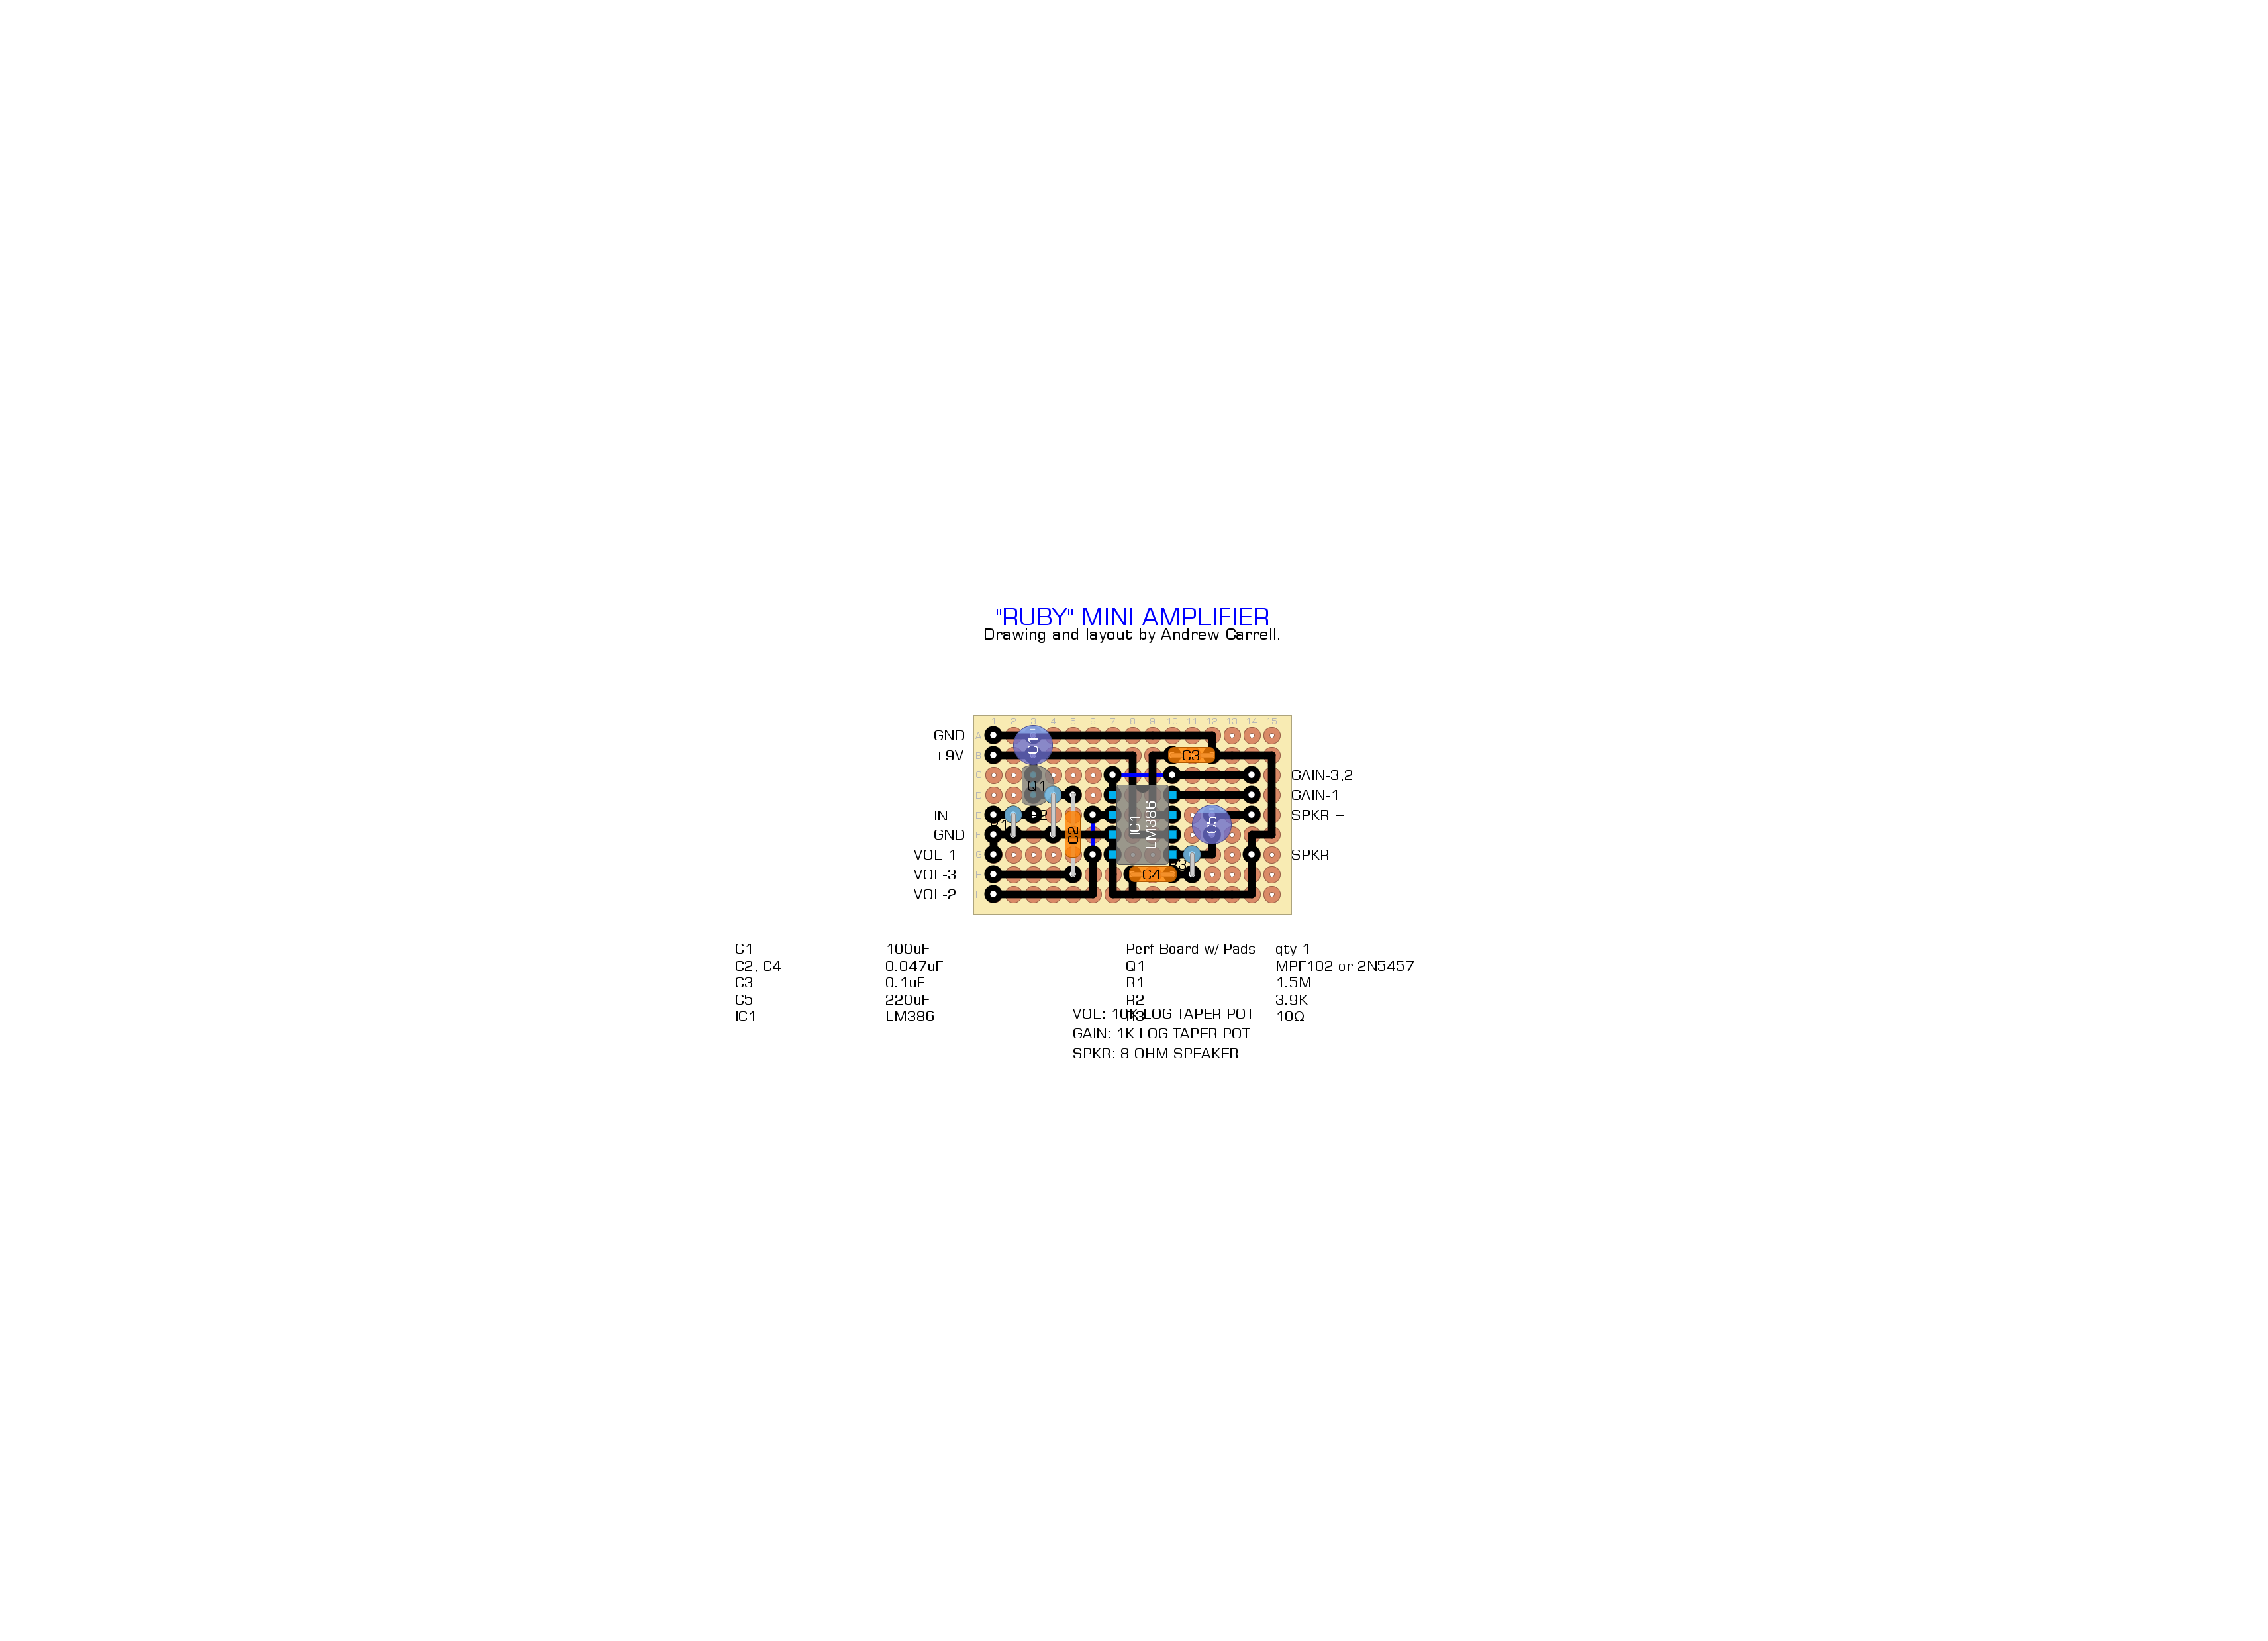 "RUBY" MINI AMPLIFIER
Drawing and layout by Andrew Carrell.
1 2 3 4 5 6 7 8 9 10 11 12 13 14 15
GND A C1
+9V B C3
C GAIN-3,2
Q1
D GAIN-1
IN E SPKR +
IC1 LM386 C5
GND F C2
VOL-1 G SPKR-
R3
VOL-3 H C4
VOL-2 I
C1 100uF Perf Board w/ Pads qty 1
C2, C4 0.047uF Q1 MPF102 or 2N5457
C3 0.1uF R1 1.5M
C5 220uF R2 3.9K
IC1 LM386 R3 10Ω
VOL: 10K LOG TAPER POT
GAIN: 1K LOG TAPER POT
SPKR: 8 OHM SPEAKER